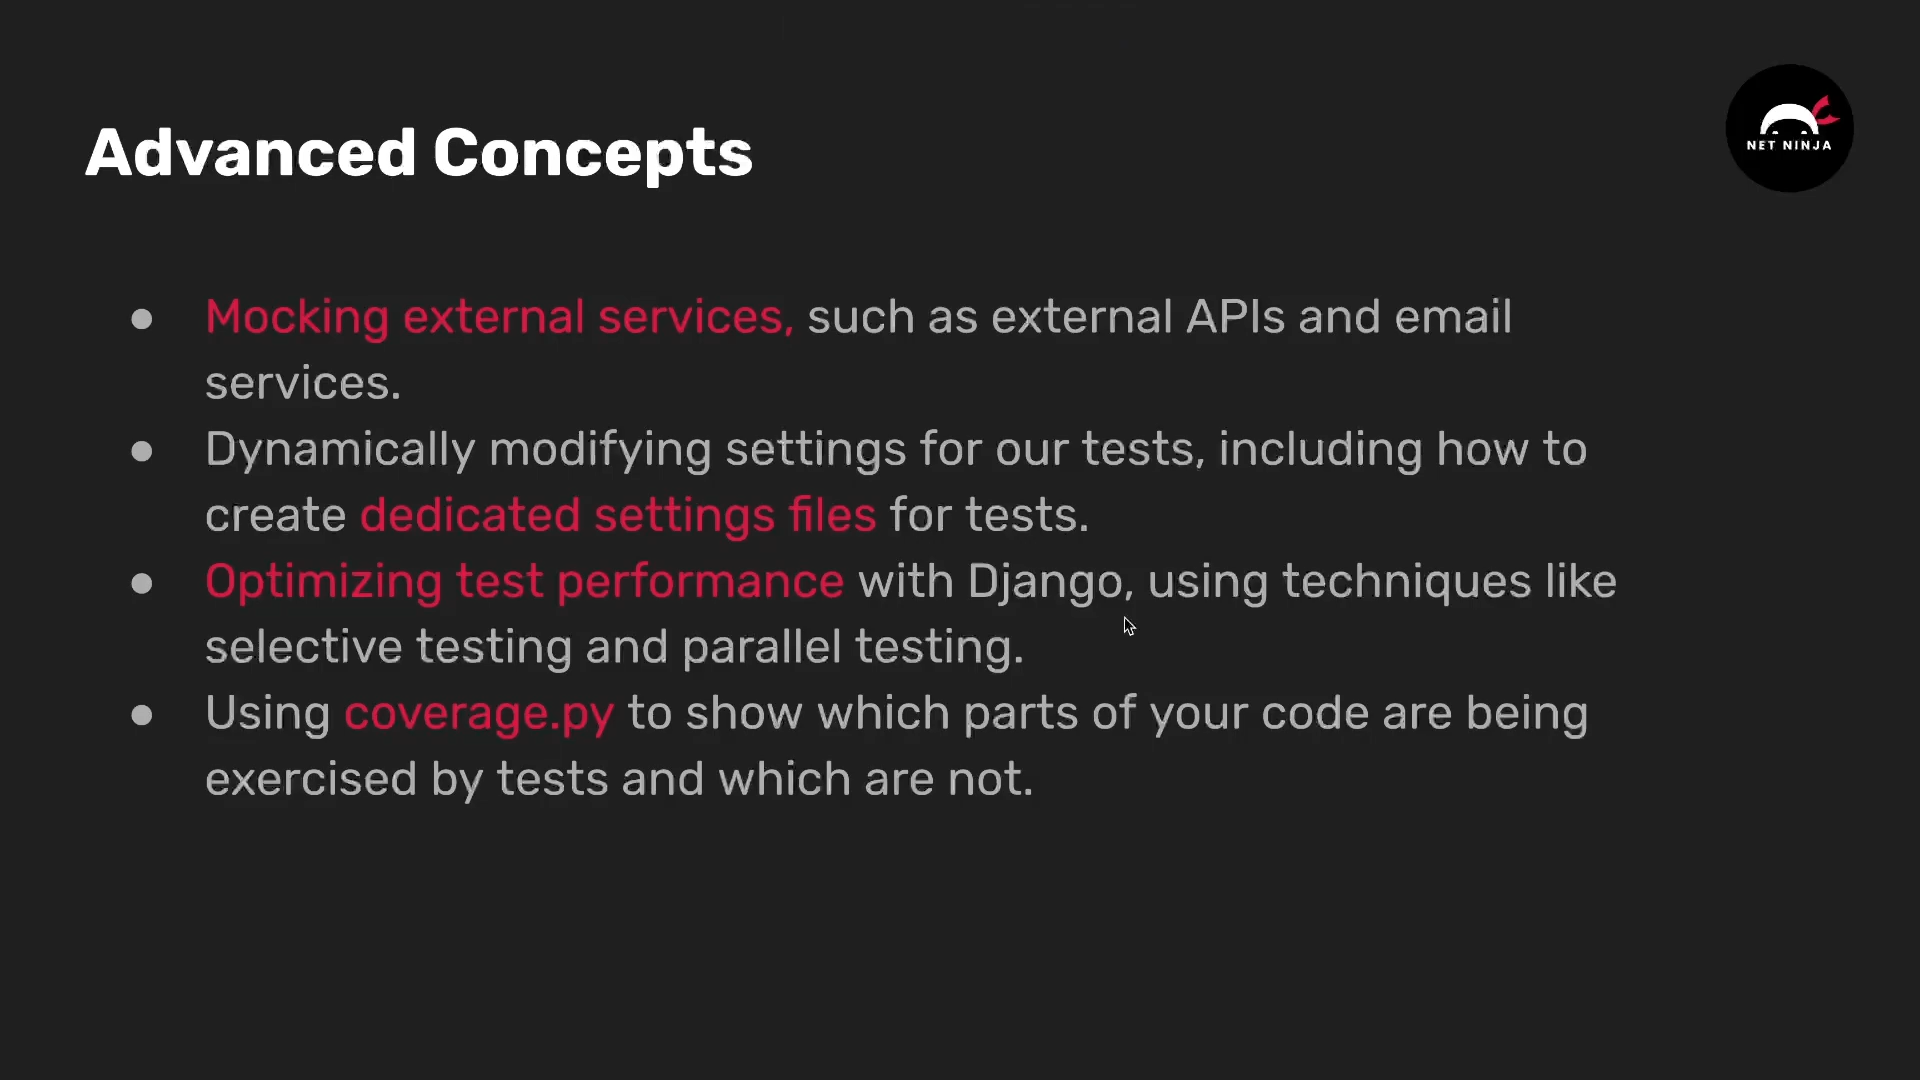 Advanced Concepts
NET NINJA
● Mocking external services, such as external APIs and email
services.
● Dynamically modifying settings for our tests, including how to
create dedicated settings files for tests.
● Optimizing test performance with Django, using techniques like
selective testing and parallel testing.
● Using coverage.py to show which parts of your code are being
exercised by tests and which are not.